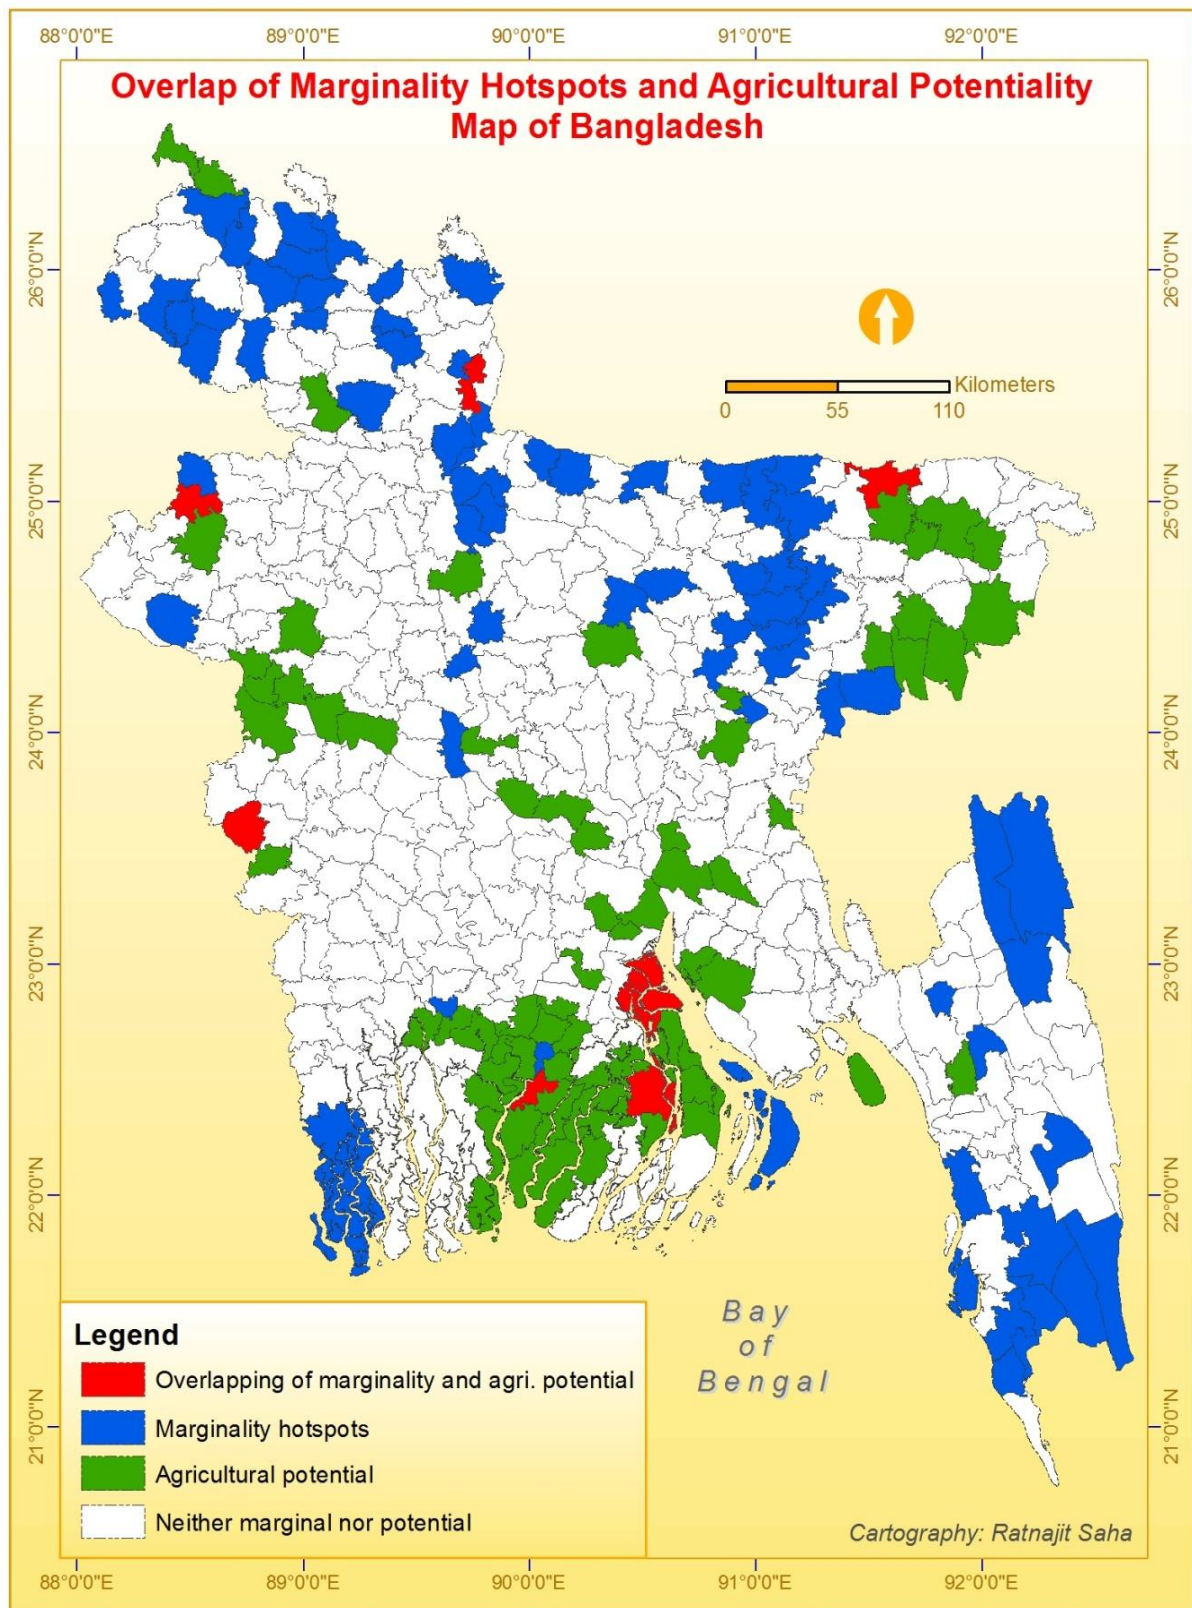 88°0'0"E 89°0'0"E 90°0'0"E 91°0'0"E 92°0'0"E
Overlap of Marginality Hotspots and Agricultural Potentiality
Map of Bangladesh
26°0'0"N 26°0'0"N
Kilometers
0 55 110
25°0'0"N 25°0'0"N
24°0'0"N 24°0'0"N
23°0'0"N 23°0'0"N
22°0'0"N 22°0'0"N
Bay
of
Bengal
Legend
Overlapping of marginality and agri. potential
Marginality hotspots
21°0'0"N 21°0'0"N
Agricultural potential
Neither marginal nor potential
Cartography: Ratnajit Saha
88°0'0"E 89°0'0"E 90°0'0"E 91°0'0"E 92°0'0"E